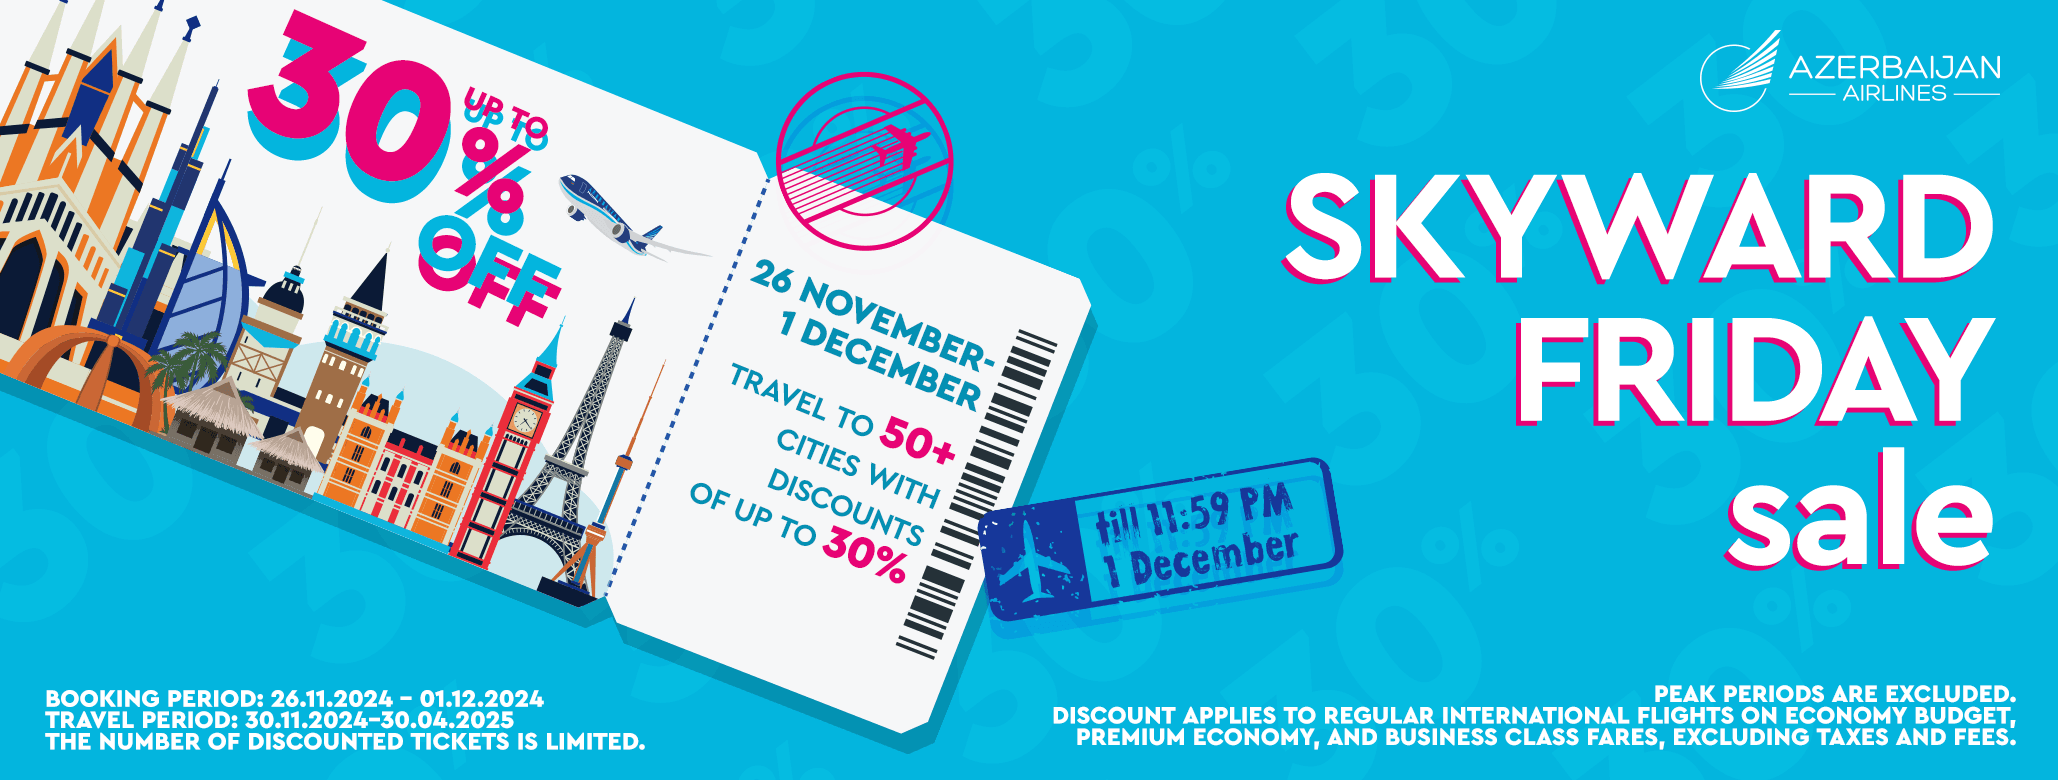 30
UP TO
%
OFF
26 NOVEMBER-
1 DECEMBER
TRAVEL TO 50+
CITIES WITH
DISCOUNTS
OF UP TO 30%
till 11:59 PM
1 December
AZERBAIJAN
AIRLINES
SKYWARD
FRIDAY
sale
BOOKING PERIOD: 26.11.2024 – 01.12.2024
TRAVEL PERIOD: 30.11.2024–30.04.2025
THE NUMBER OF DISCOUNTED TICKETS IS LIMITED.
PEAK PERIODS ARE EXCLUDED.
DISCOUNT APPLIES TO REGULAR INTERNATIONAL FLIGHTS ON ECONOMY BUDGET,
PREMIUM ECONOMY, AND BUSINESS CLASS FARES, EXCLUDING TAXES AND FEES.